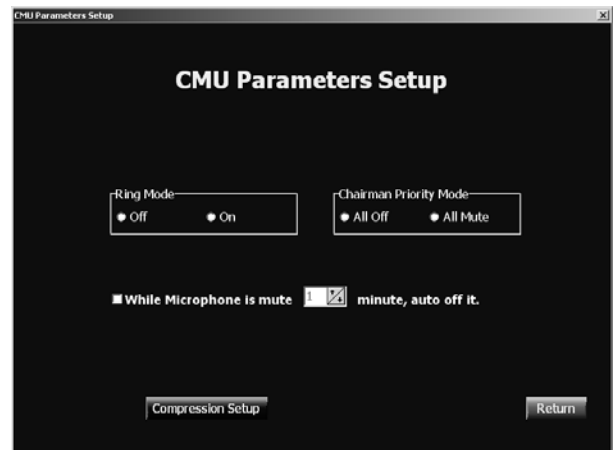 CMU Parameters Setup
CMU Parameters Setup
Ring Mode
Chairman Priority Mode
Off On
All Off All Mute
While Microphone is mute 1 minute, auto off it.
Compression Setup
Return